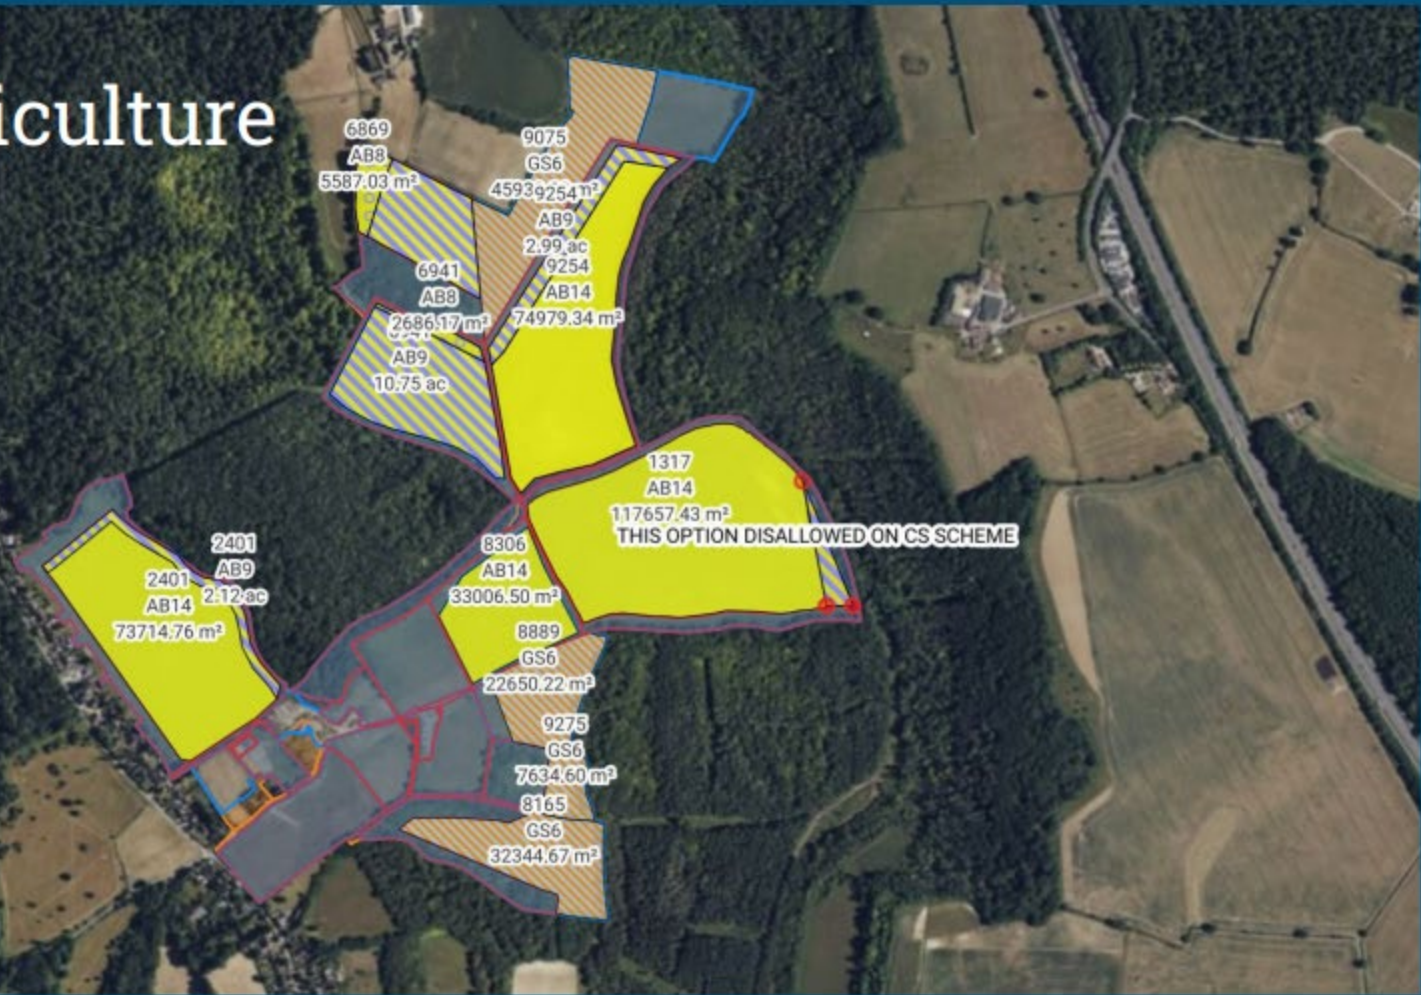 iculture
6869
AB8
5587.03 m²
9075
GS6
4593
m²
9254
AB9
2.99 ac
9254
AB14
74979.34 m²
6941
AB8
2686.17 m²
AB9
10.75 ac
1317
AB14
117657.43 m²
THIS OPTION DISALLOWED ON CS SCHEME
8306
AB14
33006.50 m²
2401
AB9
2.12 ac
2401
AB14
73714.76 m²
8889
GS6
22650.22 m²
9275
GS6
7634.60 m²
8165
GS6
32344.67 m²